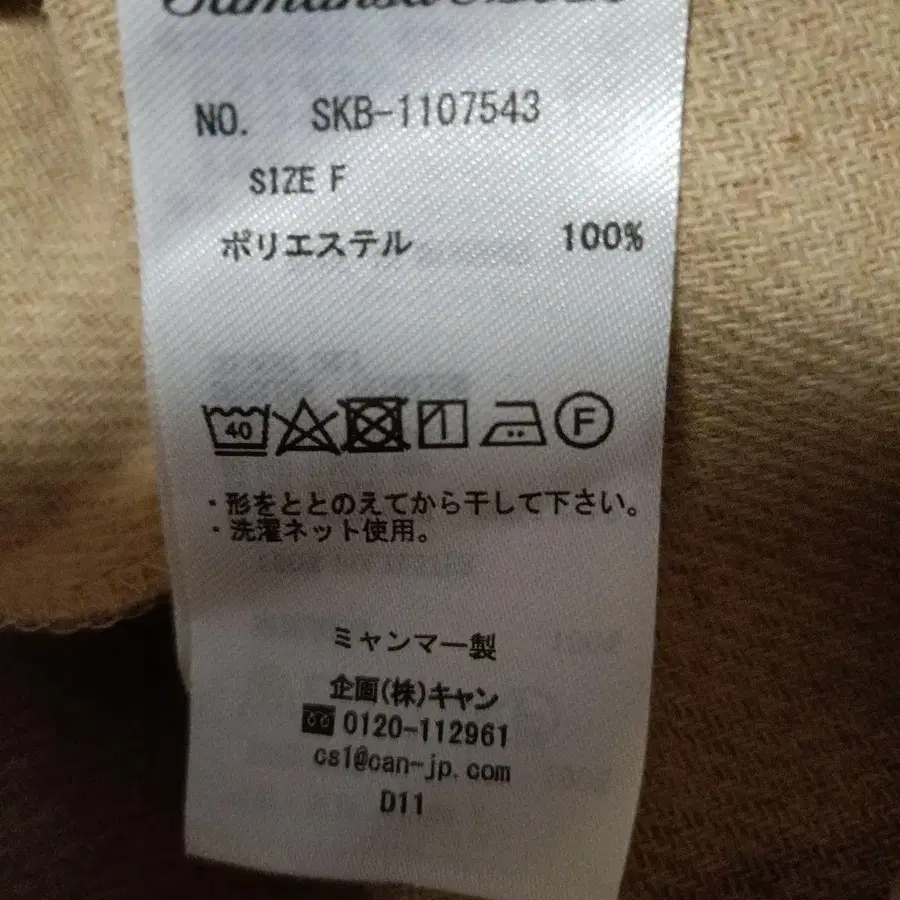 NO. SKB-1107543
SIZE F
ポリエステル 100%
40 F
・形をととのえてから干して下さい。
・洗濯ネット使用。
ミャンマー製
企画(株)キャン
0120-112961
cs1@can-jp.com
D11